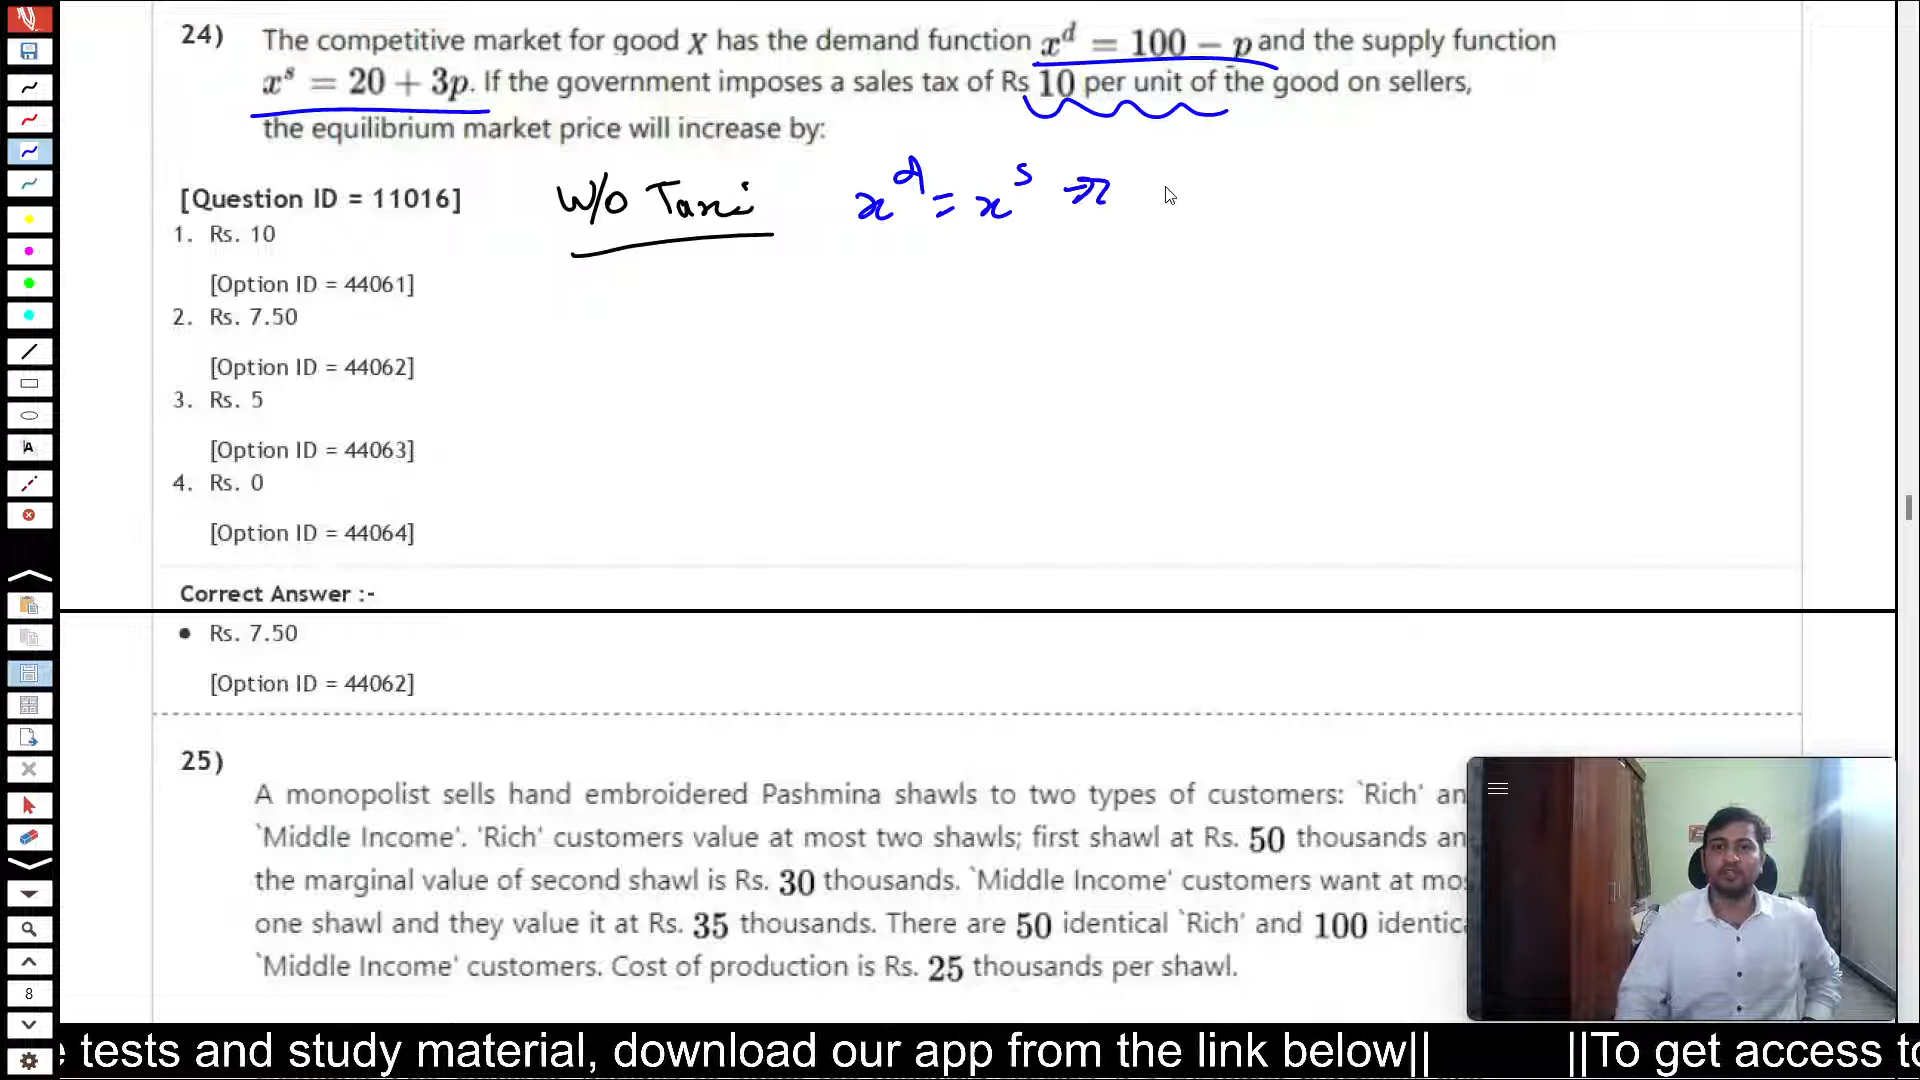 24) The competitive market for good X has the demand function x^d = 100 − p and the supply function
x^s = 20 + 3p. If the government imposes a sales tax of Rs 10 per unit of the good on sellers,
the equilibrium market price will increase by:
[Question ID = 11016]
W/o Tax:
x^d = x^s ⇒
1. Rs. 10
[Option ID = 44061]
2. Rs. 7.50
[Option ID = 44062]
3. Rs. 5
[Option ID = 44063]
4. Rs. 0
[Option ID = 44064]
Correct Answer :-
• Rs. 7.50
[Option ID = 44062]
25)
A monopolist sells hand embroidered Pashmina shawls to two types of customers: `Rich' an
`Middle Income'. 'Rich' customers value at most two shawls; first shawl at Rs. 50 thousands an
the marginal value of second shawl is Rs. 30 thousands. `Middle Income' customers want at mo
one shawl and they value it at Rs. 35 thousands. There are 50 identical `Rich' and 100 identic
`Middle Income' customers. Cost of production is Rs. 25 thousands per shawl.
8
tests and study material, download our app from the link below|| ||To get access to